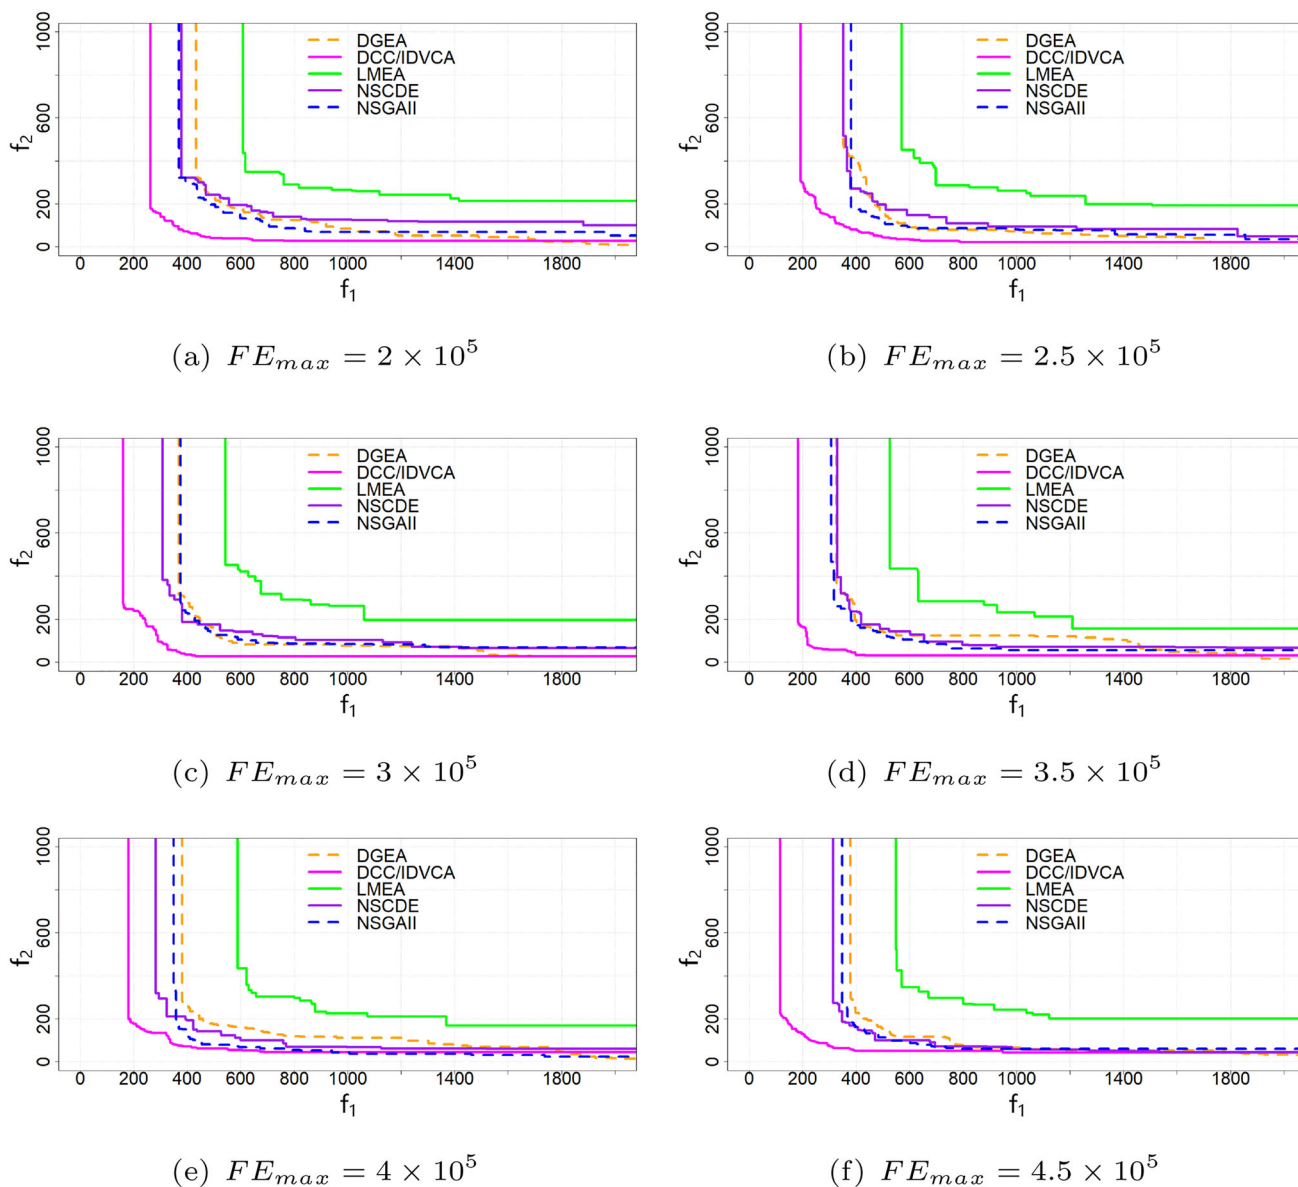 f2
1000
600
200
0
DGEA
DCC/IDVCA
LMEA
NSCDE
NSGAII
0 200 400 600 800 1000 1400 1800
f1
(a) FEmax = 2 × 10^5
f2
1000
600
200
0
DGEA
DCC/IDVCA
LMEA
NSCDE
NSGAII
0 200 400 600 800 1000 1400 1800
f1
(b) FEmax = 2.5 × 10^5
f2
1000
600
200
0
DGEA
DCC/IDVCA
LMEA
NSCDE
NSGAII
0 200 400 600 800 1000 1400 1800
f1
(c) FEmax = 3 × 10^5
f2
1000
600
200
0
DGEA
DCC/IDVCA
LMEA
NSCDE
NSGAII
0 200 400 600 800 1000 1400 1800
f1
(d) FEmax = 3.5 × 10^5
f2
1000
600
200
0
DGEA
DCC/IDVCA
LMEA
NSCDE
NSGAII
0 200 400 600 800 1000 1400 1800
f1
(e) FEmax = 4 × 10^5
f2
1000
600
200
0
DGEA
DCC/IDVCA
LMEA
NSCDE
NSGAII
0 200 400 600 800 1000 1400 1800
f1
(f) FEmax = 4.5 × 10^5